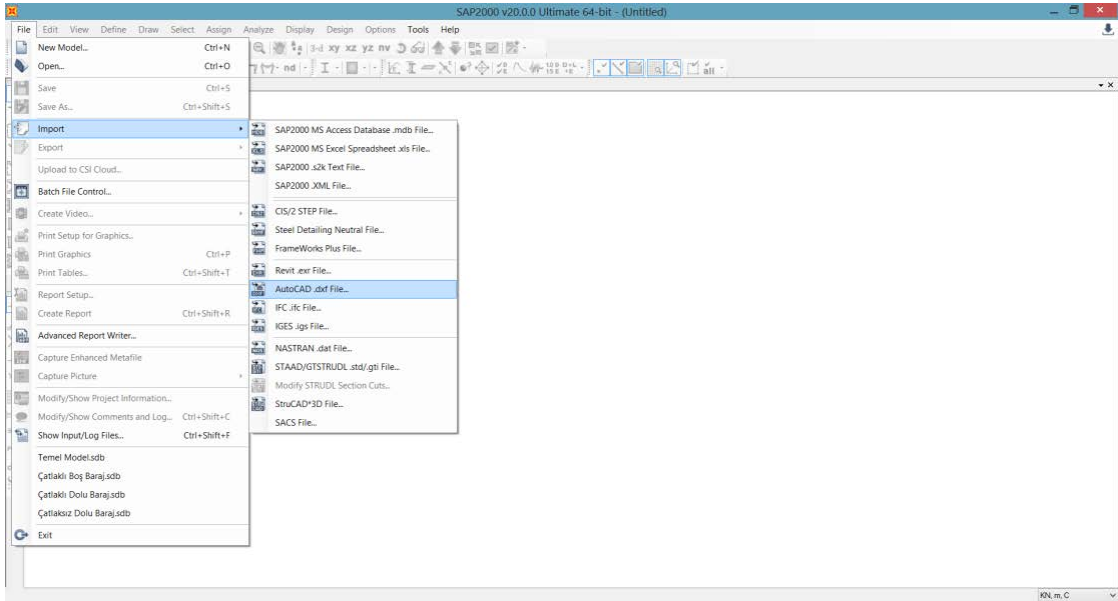 SAP2000 v20.0.0 Ultimate 64-bit - (Untitled)
File Edit View Define Draw Select Assign Analyze Display Design Options Tools Help
3-d xy xz yz nv
nd
all
New Model... Ctrl+N
Open... Ctrl+O
Save Ctrl+S
Save As... Ctrl+Shift+S
Import
Export
Upload to CSI Cloud...
Batch File Control...
Create Video...
Print Setup for Graphics...
Print Graphics Ctrl+P
Print Tables... Ctrl+Shift+T
Report Setup...
Create Report Ctrl+Shift+R
Advanced Report Writer...
Capture Enhanced Metafile
Capture Picture
Modify/Show Project Information...
Modify/Show Comments and Log... Ctrl+Shift+C
Show Input/Log Files... Ctrl+Shift+F
Temel Model.sdb
Çatlaklı Boş Baraj.sdb
Çatlaklı Dolu Baraj.sdb
Çatlaksız Dolu Baraj.sdb
Exit
SAP2000 MS Access Database .mdb File...
SAP2000 MS Excel Spreadsheet .xls File...
SAP2000 .s2k Text File...
SAP2000 .XML File...
CIS/2 STEP File...
Steel Detailing Neutral File...
FrameWorks Plus File...
Revit .exr File...
AutoCAD .dxf File...
IFC .ifc File...
IGES .igs File...
NASTRAN .dat File...
STAAD/GTSTRUDL .std/.gti File...
Modify STRUDL Section Cuts...
StruCAD*3D File...
SACS File...
KN, m, C